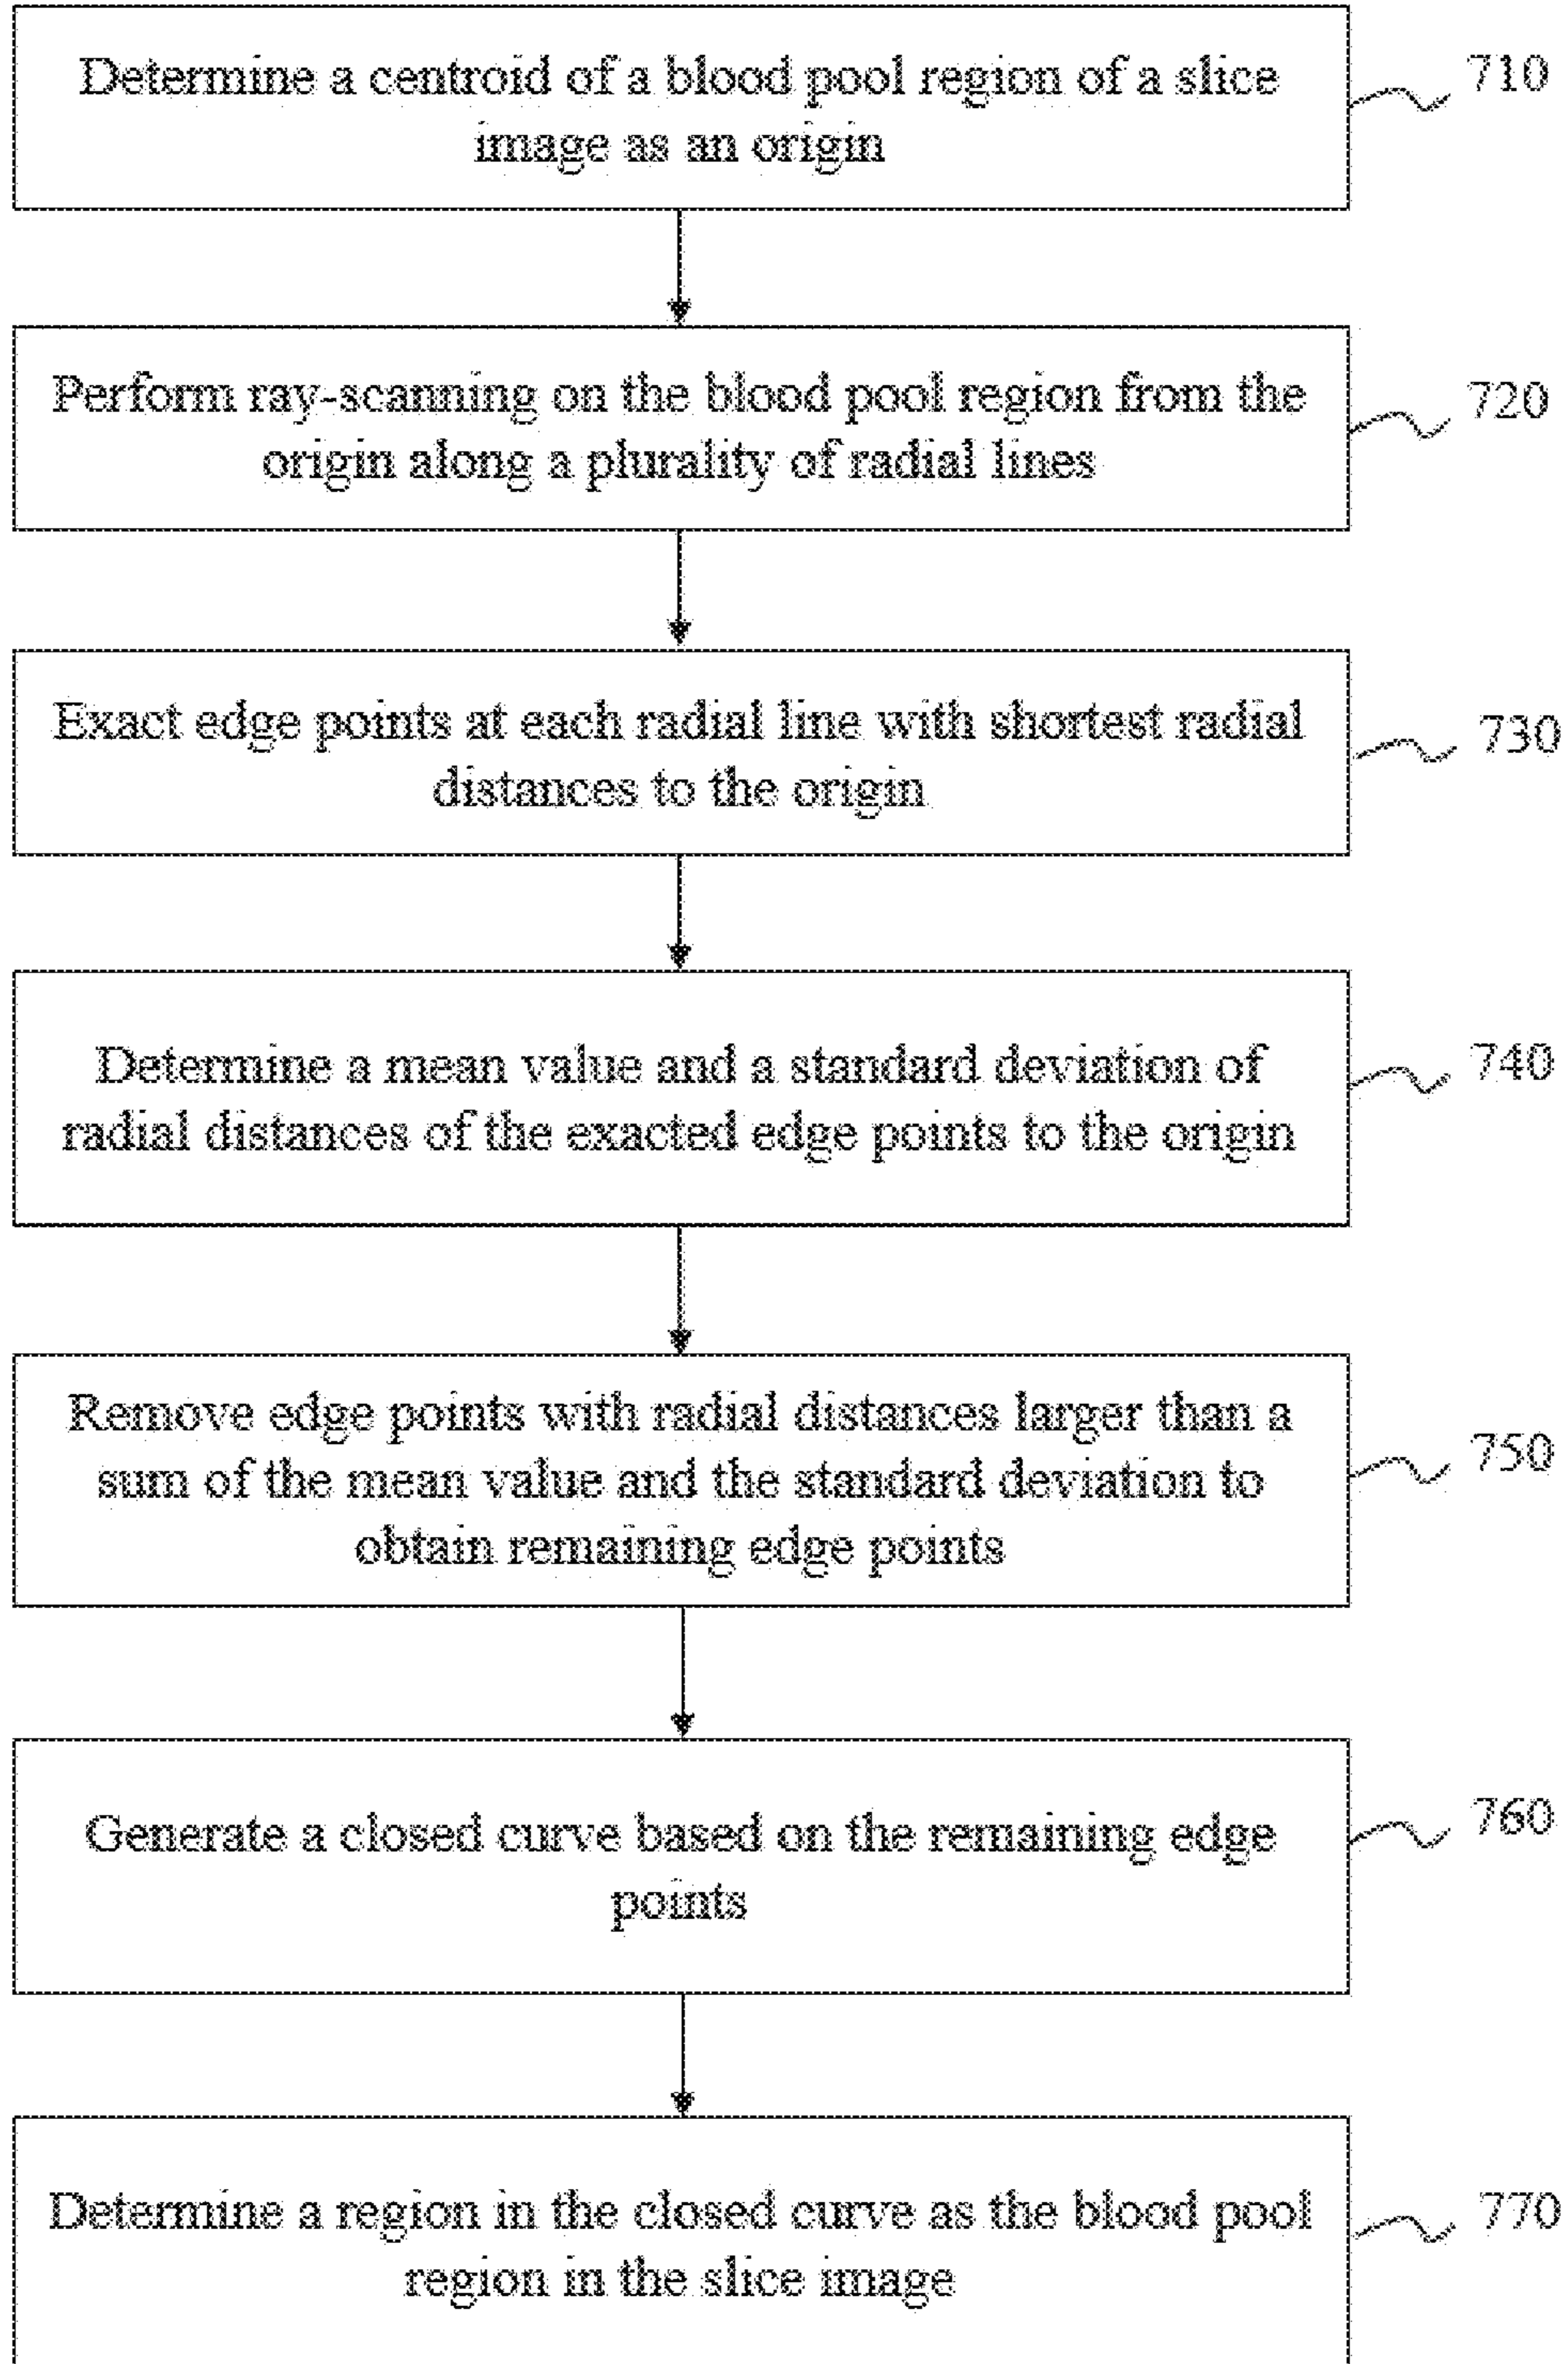 Determine a centroid of a blood pool region of a slice
image as an origin
710
Perform ray-scanning on the blood pool region from the
origin along a plurality of radial lines
720
Exact edge points at each radial line with shortest radial
distances to the origin
730
Determine a mean value and a standard deviation of
radial distances of the exacted edge points to the origin
740
Remove edge points with radial distances larger than a
sum of the mean value and the standard deviation to
obtain remaining edge points
750
Generate a closed curve based on the remaining edge
points
760
Determine a region in the closed curve as the blood pool
region in the slice image
770